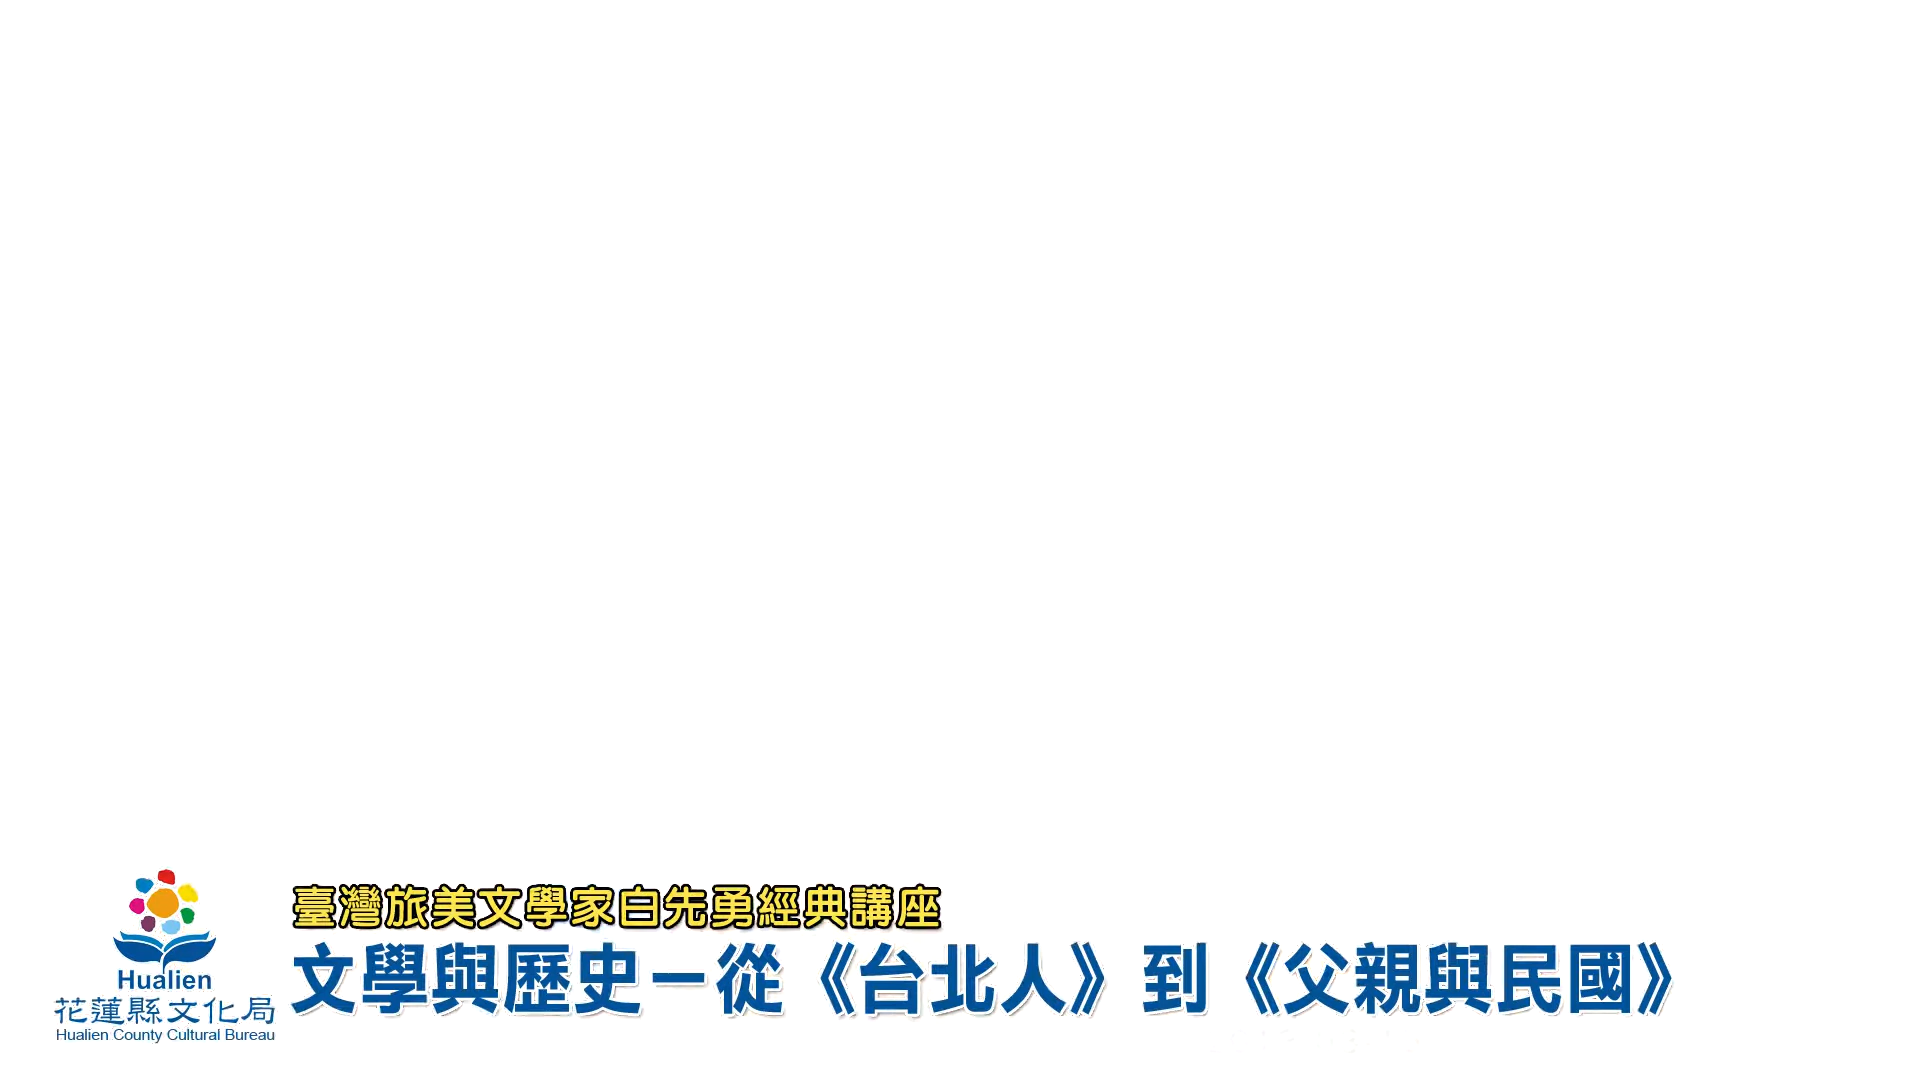 臺灣旅美文學家白先勇經典講座
文學與歷史－從《台北人》到《父親與民國》
Hualien
花蓮縣文化局
Hualien County Cultural Bureau